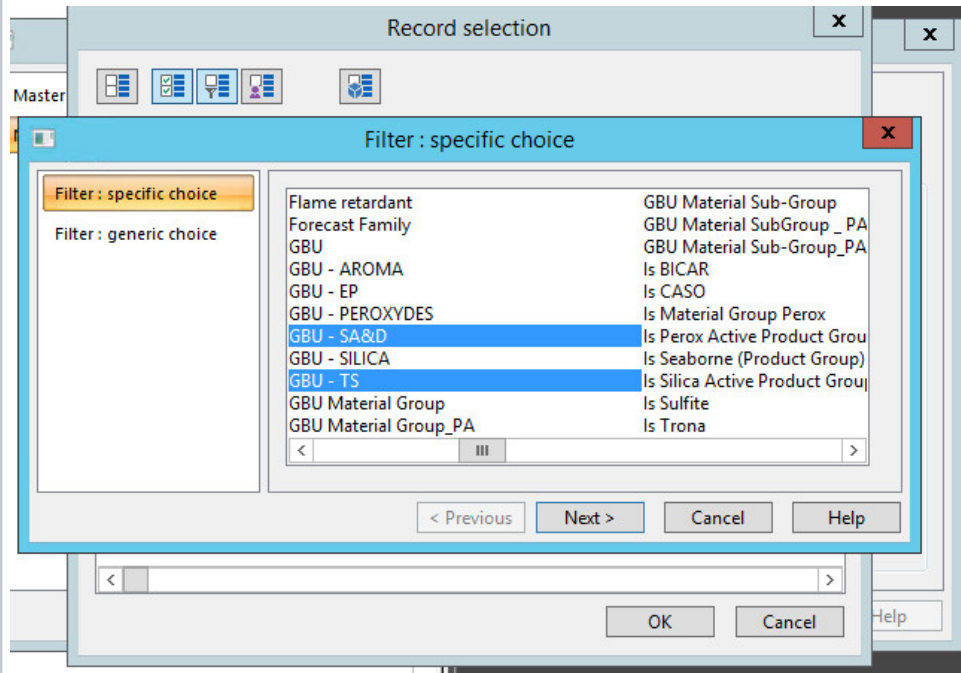 Record selection
x
x
Master
Filter : specific choice
x
Filter : specific choice
Filter : generic choice
Flame retardant
Forecast Family
GBU
GBU - AROMA
GBU - EP
GBU - PEROXYDES
GBU - SA&D
GBU - SILICA
GBU - TS
GBU Material Group
GBU Material Group_PA
GBU Material Sub-Group
GBU Material SubGroup _ PA
GBU Material Sub-Group_PA
Is BICAR
Is CASO
Is Material Group Perox
Is Perox Active Product Grou
Is Seaborne (Product Group)
Is Silica Active Product Grou
Is Sulfite
Is Trona
< Previous
Next >
Cancel
Help
OK
Cancel
Help